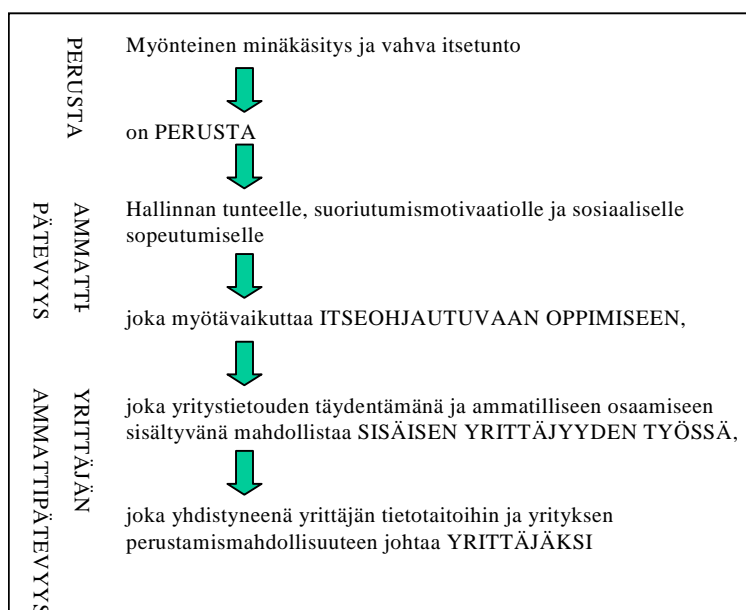 PERUSTA
Myönteinen minäkäsitys ja vahva itsetunto
on PERUSTA
AMMATTI-
PÄTEVYYS
Hallinnan tunteelle, suoriutumismotivaatiolle ja sosiaaliselle
sopeutumiselle
joka myötävaikuttaa ITSEOHJAUTUVAAN OPPIMISEEN,
YRITTÄJÄN
AMMATTIPÄTEVYYS
joka yritystietouden täydentämänä ja ammatilliseen osaamiseen
sisältyvänä mahdollistaa SISÄISEN YRITTÄJYYDEN TYÖSSÄ,
joka yhdistyneenä yrittäjän tietotaitoihin ja yrityksen
perustamismahdollisuuteen johtaa YRITTÄJÄKSI